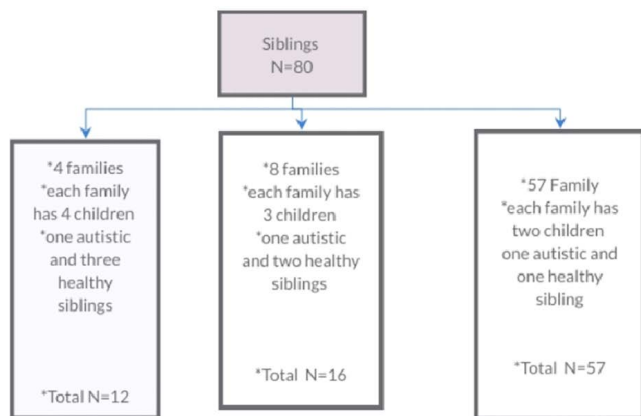 Siblings
N=80
*4 families
*each family
has 4 children
*one autistic
and three
healthy
siblings
*Total N=12
*8 families
*each family has
3 children
*one autistic
and two healthy
siblings
*Total N=16
*57 Family
*each family has
two children
one autistic and
one healthy
sibling
*Total N=57